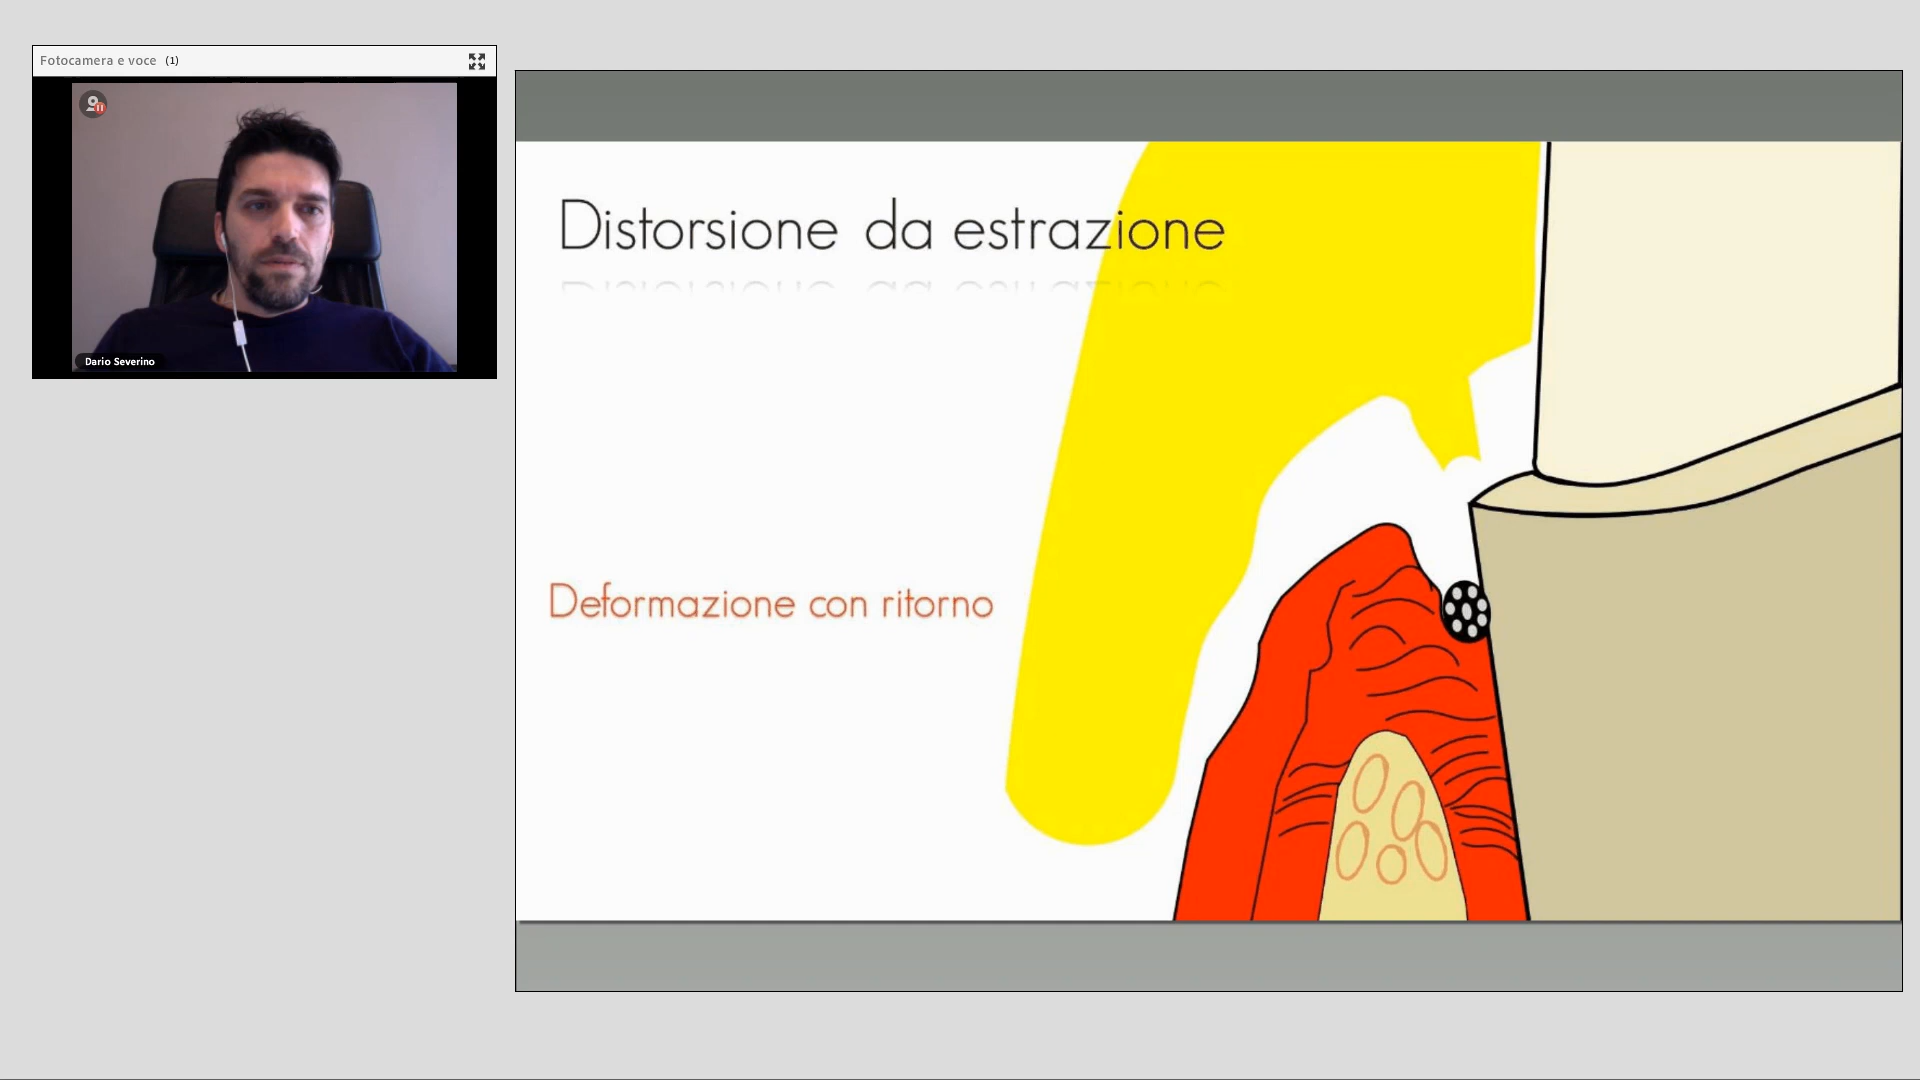 Fotocamera e voce (1)
Dario Severino
Distorsione da estrazione
Deformazione con ritorno